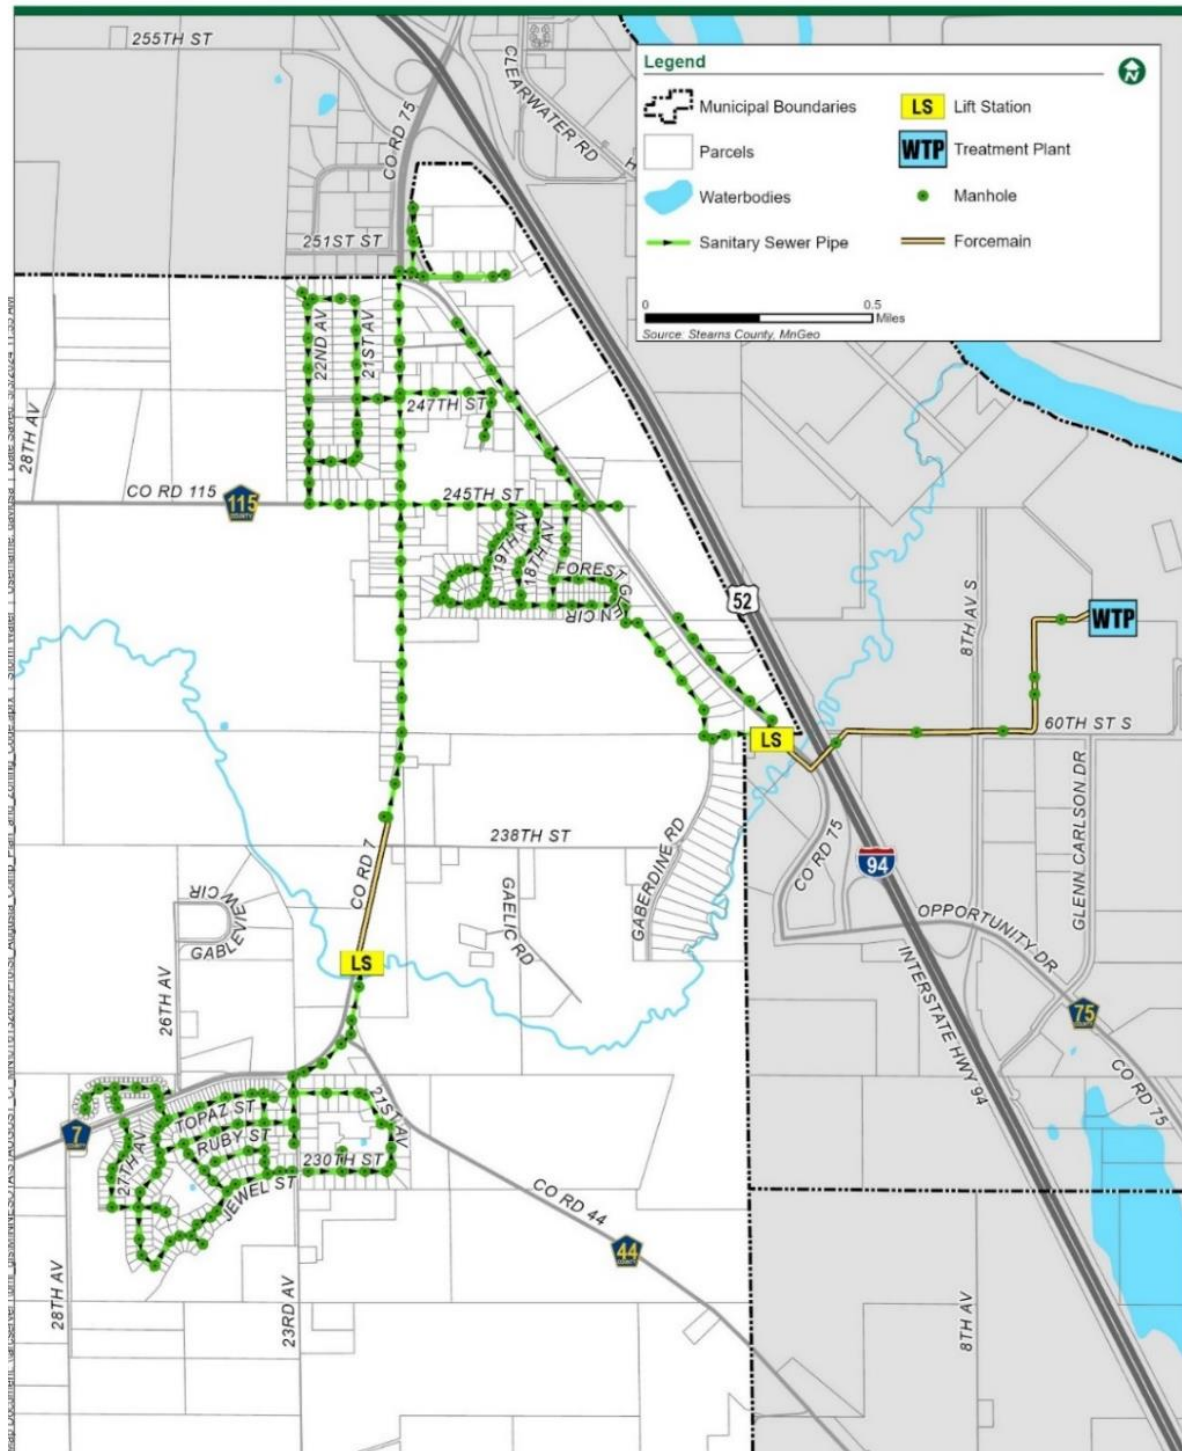 255TH ST
CO RD 75
CLEARWATER RD
H
Legend
N
Municipal Boundaries
LS
Lift Station
Parcels
WTP
Treatment Plant
Waterbodies
Manhole
Sanitary Sewer Pipe
Forcemain
0
0.5
Miles
Source: Stearns County, MnGeo
251ST ST
22ND AV
21ST AV
28TH AV
247TH ST
CO RD 115
115
COUNTY
245TH ST
19TH AV
18TH AV
FOREST GLEN CIR
52
8TH AV S
WTP
LS
60TH ST S
GLENN CARLSON DR
CO RD 75
238TH ST
CO RD 7
GABERDINE RD
94
GABLEVIEW CIR
GAELIC RD
OPPORTUNITY DR
LS
26TH AV
INTERSTATE HWY 94
75
COUNTY
CO RD 75
7
COUNTY
TOPAZ ST
21ST AV
RUBY ST
27TH AV
230TH ST
JEWEL ST
CO RD 44
44
COUNTY
28TH AV
23RD AV
8TH AV